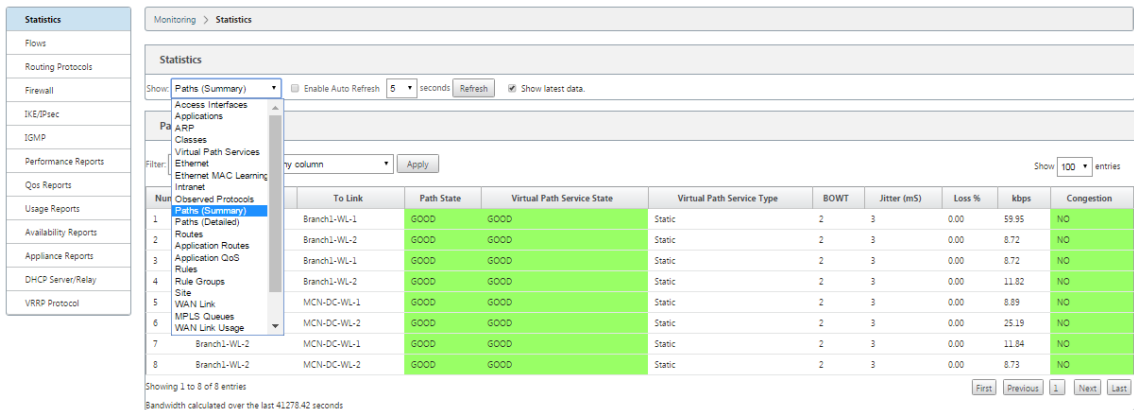 Statistics
Flows
Routing Protocols
Firewall
IKE/IPsec
IGMP
Performance Reports
Qos Reports
Usage Reports
Availability Reports
Appliance Reports
DHCP Server/Relay
VRRP Protocol
Monitoring > Statistics
Statistics
Show: Paths (Summary) Enable Auto Refresh 5 seconds Refresh Show latest data.
Access Interfaces
Applications
ARP
Classes
Virtual Path Services
Ethernet
Ethernet MAC Learning
Intranet
Observed Protocols
Paths (Summary)
Paths (Detailed)
Routes
Application Routes
Application QoS
Rules
Rule Groups
Site
WAN Link
MPLS Queues
WAN Link Usage
Pa
Filter: ny column Apply Show 100 entries
Num To Link Path State Virtual Path Service State Virtual Path Service Type BOWT Jitter (mS) Loss % kbps Congestion
1 Branch1-WL-1 GOOD GOOD Static 2 3 0.00 59.95 NO
2 Branch1-WL-2 GOOD GOOD Static 2 3 0.00 8.72 NO
3 Branch1-WL-1 GOOD GOOD Static 2 3 0.00 8.72 NO
4 Branch1-WL-2 GOOD GOOD Static 2 3 0.00 11.82 NO
5 MCN-DC-WL-1 GOOD GOOD Static 2 3 0.00 8.89 NO
6 MCN-DC-WL-2 GOOD GOOD Static 2 3 0.00 25.19 NO
7 Branch1-WL-2 MCN-DC-WL-1 GOOD GOOD Static 2 3 0.00 11.84 NO
8 Branch1-WL-2 MCN-DC-WL-2 GOOD GOOD Static 2 3 0.00 8.73 NO
Showing 1 to 8 of 8 entries First Previous 1 Next Last
Bandwidth calculated over the last 41278.42 seconds